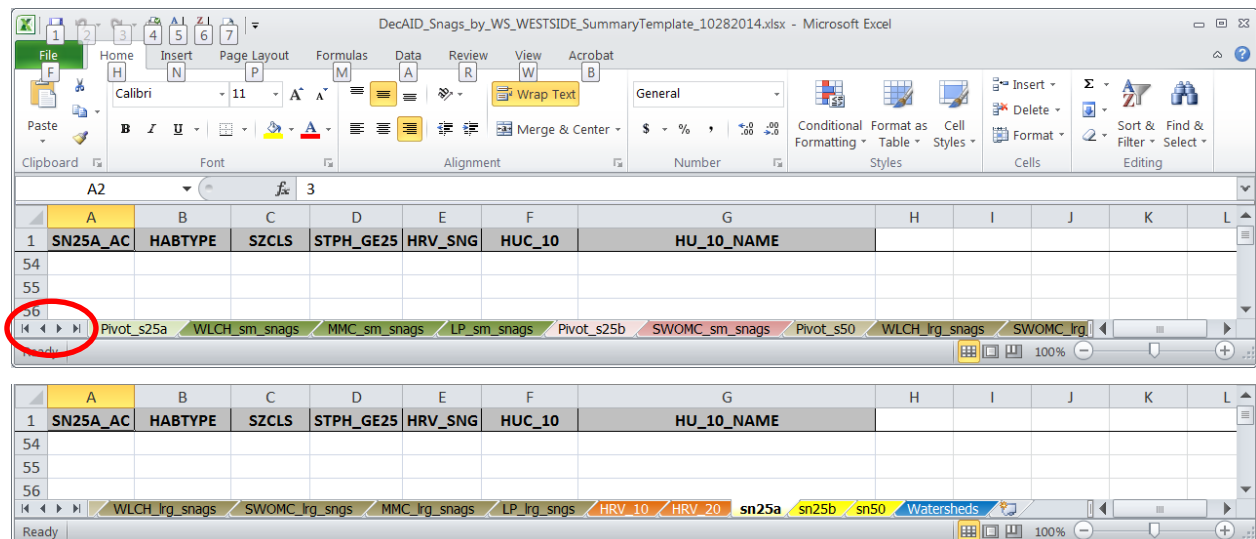 DecAID_Snags_by_WS_WESTSIDE_SummaryTemplate_10282014.xlsx - Microsoft Excel
1 2 3 4 5 6 7
File Home Insert Page Layout Formulas Data Review View Acrobat
F H N P M A R W B
Calibri 11 A A Wrap Text General Insert Σ
Paste Delete
B I U A Merge & Center $ % , .0 .00 .00 .0 Conditional Format as Cell Format Sort & Find &
Formatting Table Styles Filter Select
Clipboard Font Alignment Number Styles Cells Editing
A2 fx 3
A B C D E F G H I J K L
1 SN25A_AC HABTYPE SZCLS STPH_GE25 HRV_SNG HUC_10 HU_10_NAME
54
55
56
Pivot_s25a WLCH_sm_snags MMC_sm_snags LP_sm_snags Pivot_s25b SWOMC_sm_snags Pivot_s50 WLCH_lrg_snags SWOMC_lrg
Ready 100%
A B C D E F G H I J K L
1 SN25A_AC HABTYPE SZCLS STPH_GE25 HRV_SNG HUC_10 HU_10_NAME
54
55
56
WLCH_lrg_snags SWOMC_lrg_sngs MMC_lrg_snags LP_lrg_sngs HRV_10 HRV_20 sn25a sn25b sn50 Watersheds
Ready 100%